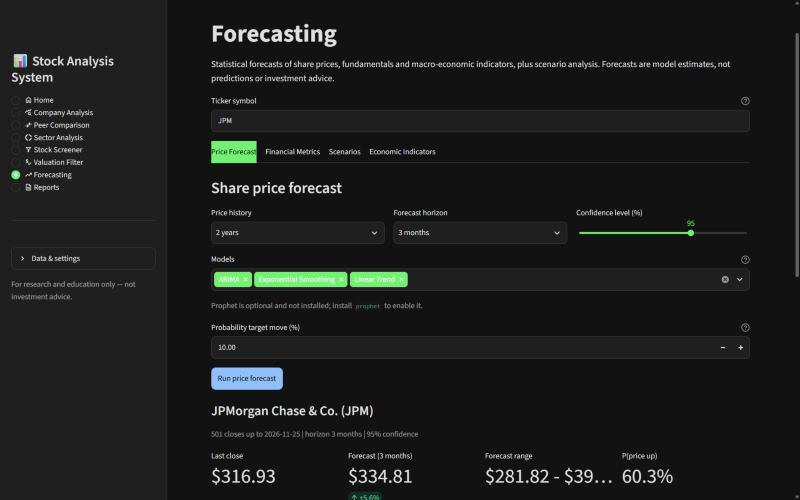 Stock Analysis
System
Home
Company Analysis
Peer Comparison
Sector Analysis
Stock Screener
Valuation Filter
Forecasting
Reports
Data & settings
For research and education only — not
investment advice.
Forecasting
Statistical forecasts of share prices, fundamentals and macro-economic indicators, plus scenario analysis. Forecasts are model estimates, not
predictions or investment advice.
Ticker symbol
JPM
Price Forecast Financial Metrics Scenarios Economic Indicators
Share price forecast
Price history Forecast horizon Confidence level (%)
95
2 years 3 months
Models
ARIMA × Exponential Smoothing × Linear Trend ×
Prophet is optional and not installed; install prophet to enable it.
Probability target move (%)
10.00
Run price forecast
JPMorgan Chase & Co. (JPM)
501 closes up to 2026-11-25 | horizon 3 months | 95% confidence
Last close Forecast (3 months) Forecast range P(price up)
$316.93 $334.81 $281.82 - $39… 60.3%
↑ +5.6%